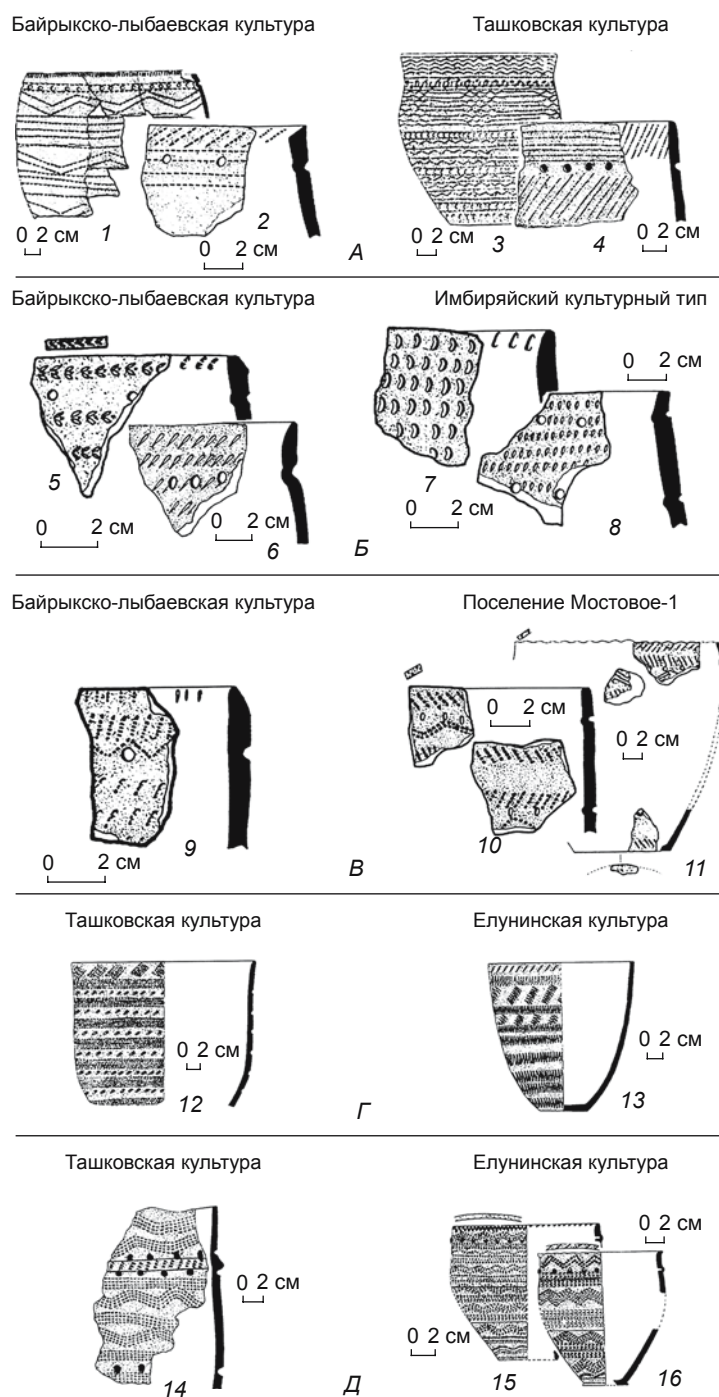 Байрыкско-лыбаевская культура Ташковская культура
0 2 см 1 2 0 2 см А 0 2 см 3 4 0 2 см
Байрыкско-лыбаевская культура Имбиряйский культурный тип
0 2 см
5 0 2 см 0 2 см 6 Б 7 0 2 см 8
Байрыкско-лыбаевская культура Поселение Мостовое-1
0 2 см
0 2 см
9 0 2 см В 10 11
Ташковская культура Елунинская культура
0 2 см 0 2 см
12 Г 13
Ташковская культура Елунинская культура
0 2 см
0 2 см
0 2 см
14 Д 15 16